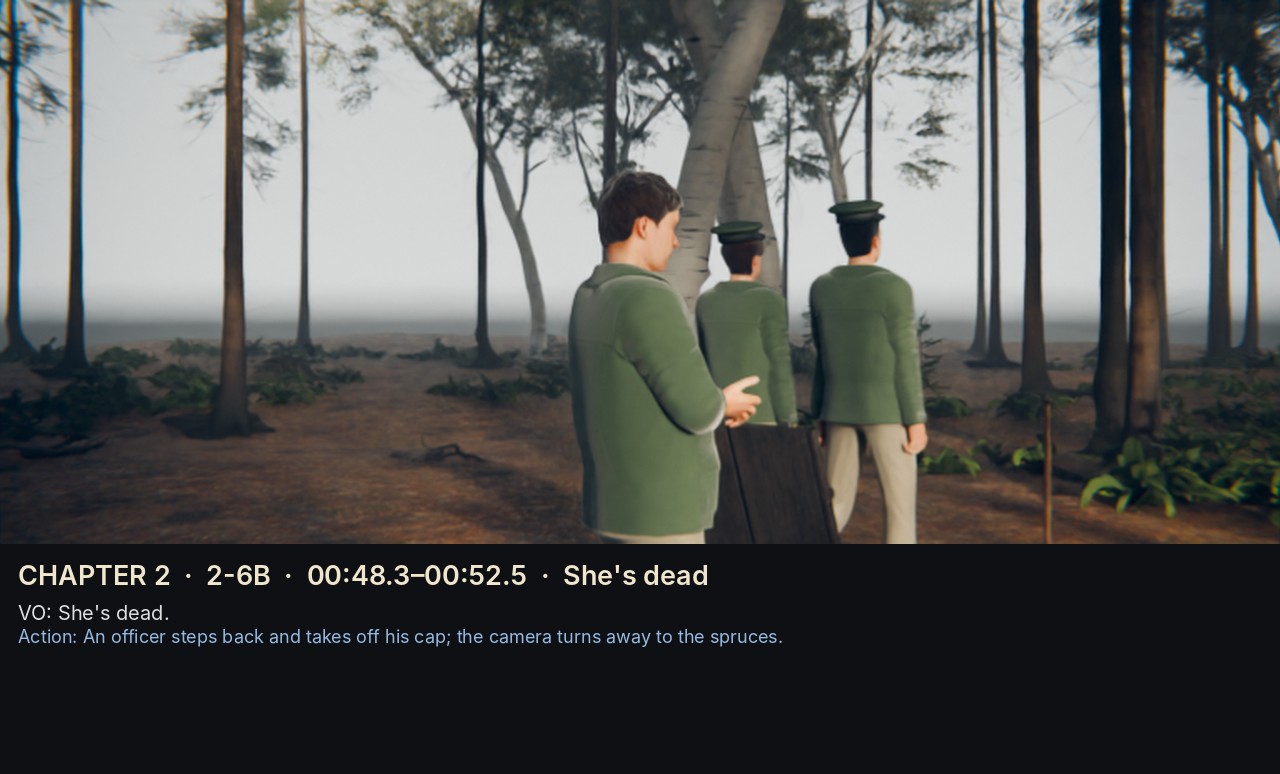 CHAPTER 2 · 2-6B · 00:48.3–00:52.5 · She's dead
VO: She's dead.
Action: An officer steps back and takes off his cap; the camera turns away to the spruces.